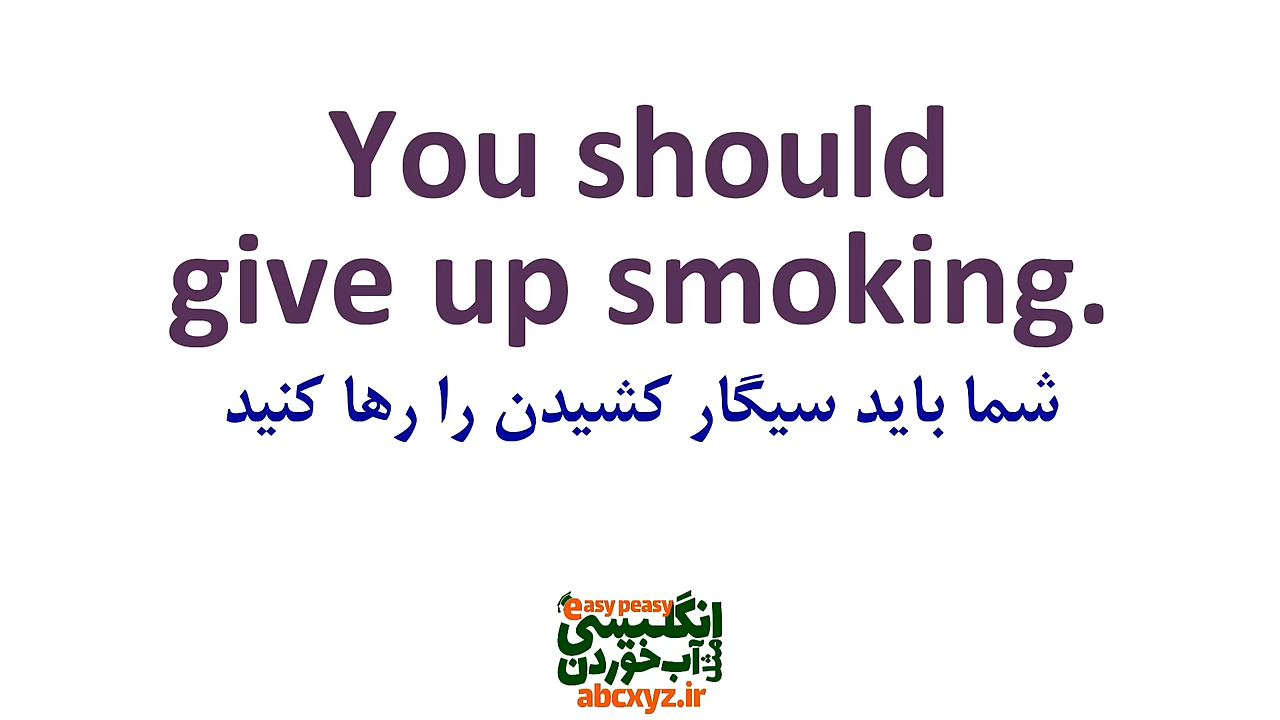 You should
give up smoking.
شما باید سیگار کشیدن را رها کنید
easy peasy
انگلیسی
مثل آب خوردن
abcxyz.ir